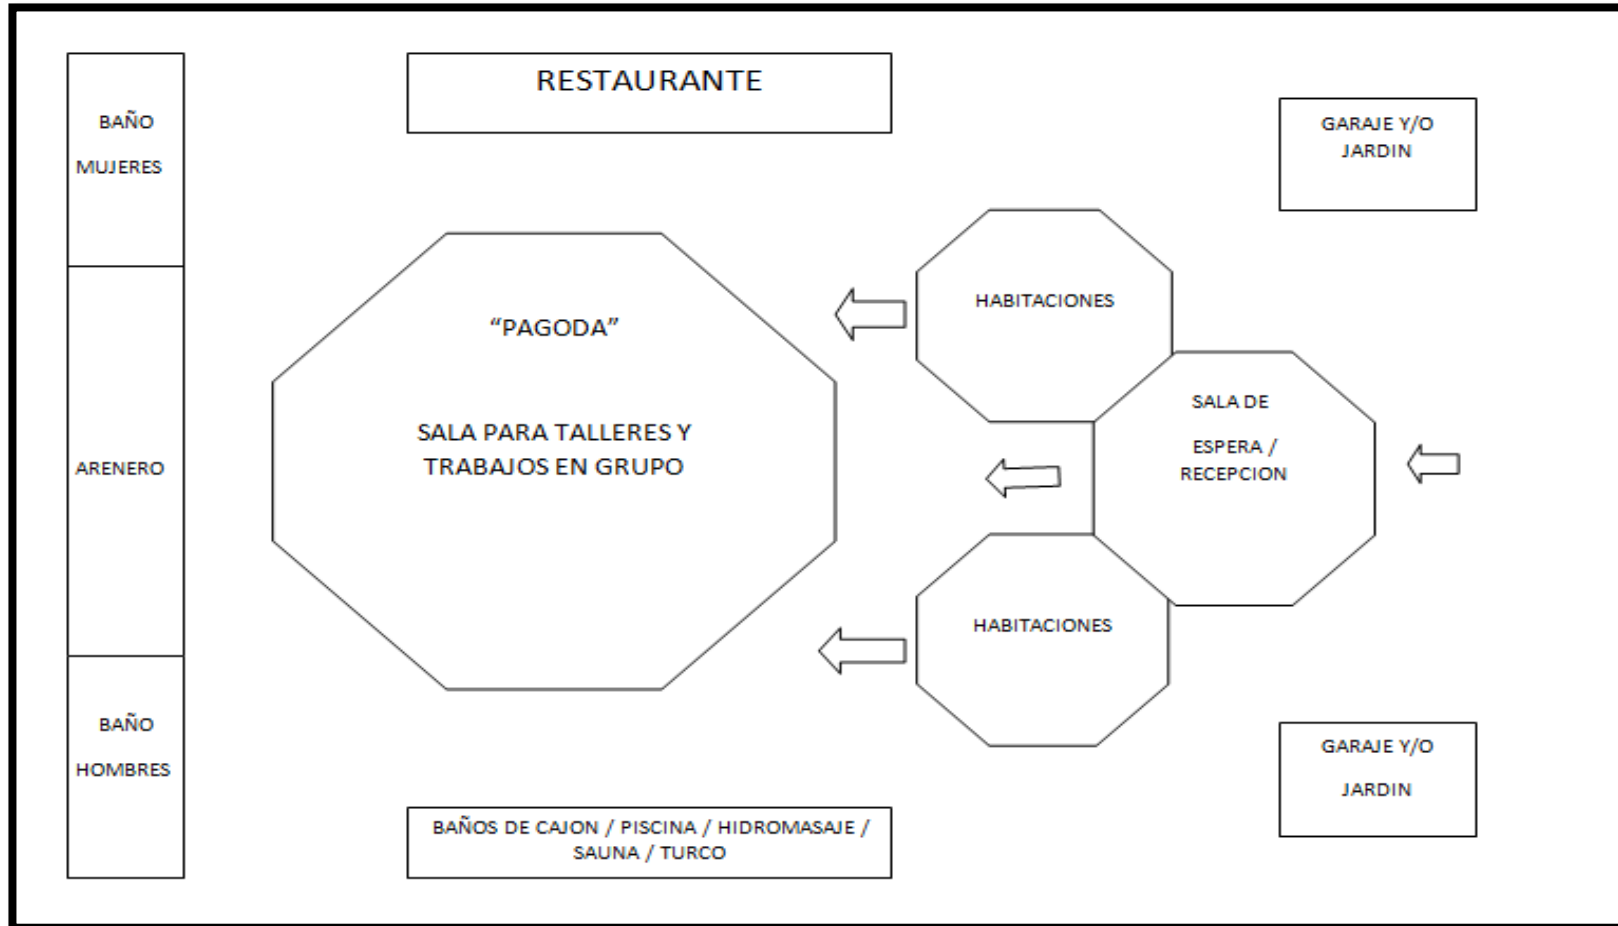 BAÑO
MUJERES
RESTAURANTE
GARAJE Y/O
JARDIN
HABITACIONES
“PAGODA”
SALA PARA TALLERES Y
TRABAJOS EN GRUPO
SALA DE
ESPERA /
RECEPCION
ARENERO
HABITACIONES
BAÑO
HOMBRES
GARAJE Y/O
JARDIN
BAÑOS DE CAJON / PISCINA / HIDROMASAJE /
SAUNA / TURCO